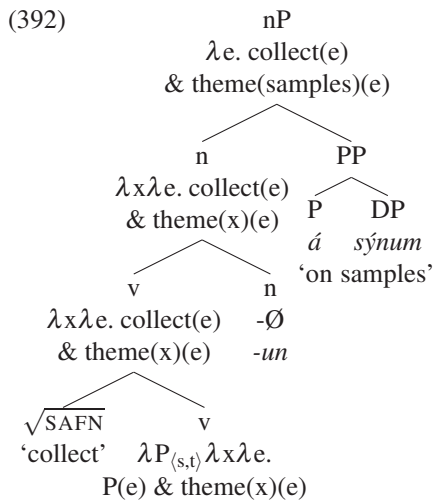 (392) nP
λe. collect(e)
& theme(samples)(e)
n PP
λxλe. collect(e)
& theme(x)(e)
P DP
á sýnum
‘on samples’
v n
λxλe. collect(e) -Ø
& theme(x)(e) -un
√SAFN v
‘collect’ λP⟨s,t⟩λxλe.
P(e) & theme(x)(e)